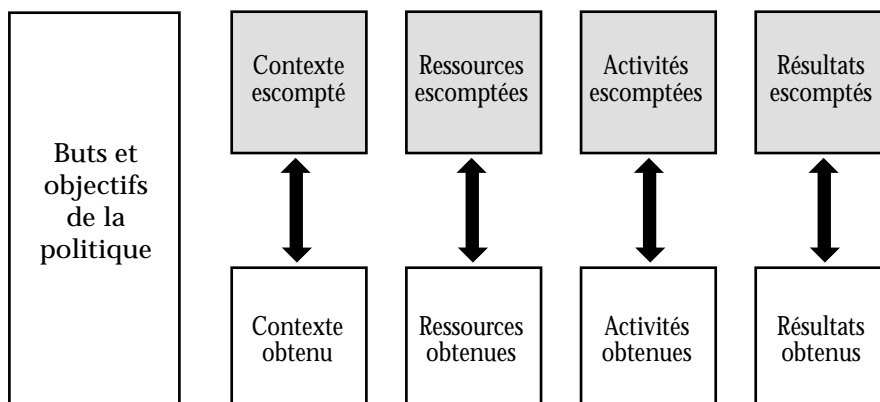 Buts et
objectifs
de la
politique
Contexte
escompté
Ressources
escomptées
Activités
escomptées
Résultats
escomptés
Contexte
obtenu
Ressources
obtenues
Activités
obtenues
Résultats
obtenus